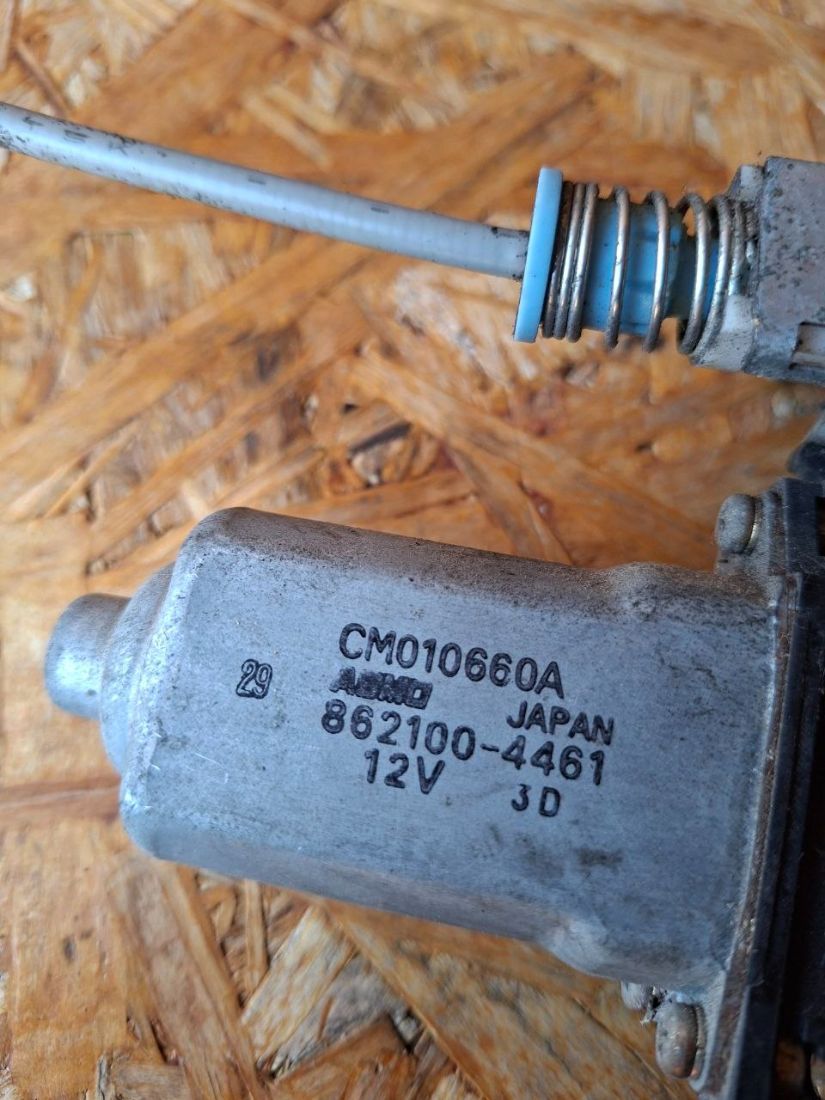 CM010660A
29 ASMO JAPAN
862100-4461
12V 3D